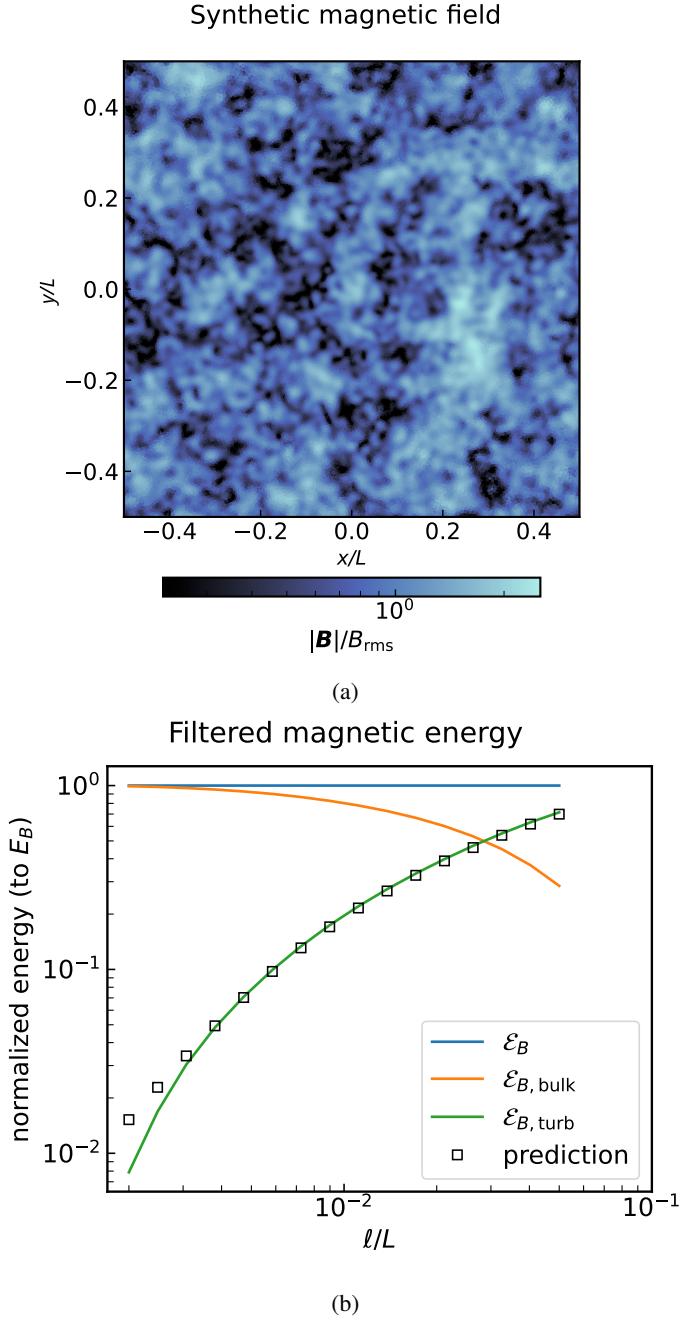 Synthetic magnetic field
0.4
0.2
0.0
−0.2
−0.4
y/L
−0.4 −0.2 0.0 0.2 0.4
x/L
10⁰
|B|/B_rms
(a)
Filtered magnetic energy
10⁰
10⁻¹
10⁻²
normalized energy (to E_B)
ℰ_B
ℰ_B, bulk
ℰ_B, turb
prediction
10⁻² 10⁻¹
ℓ/L
(b)